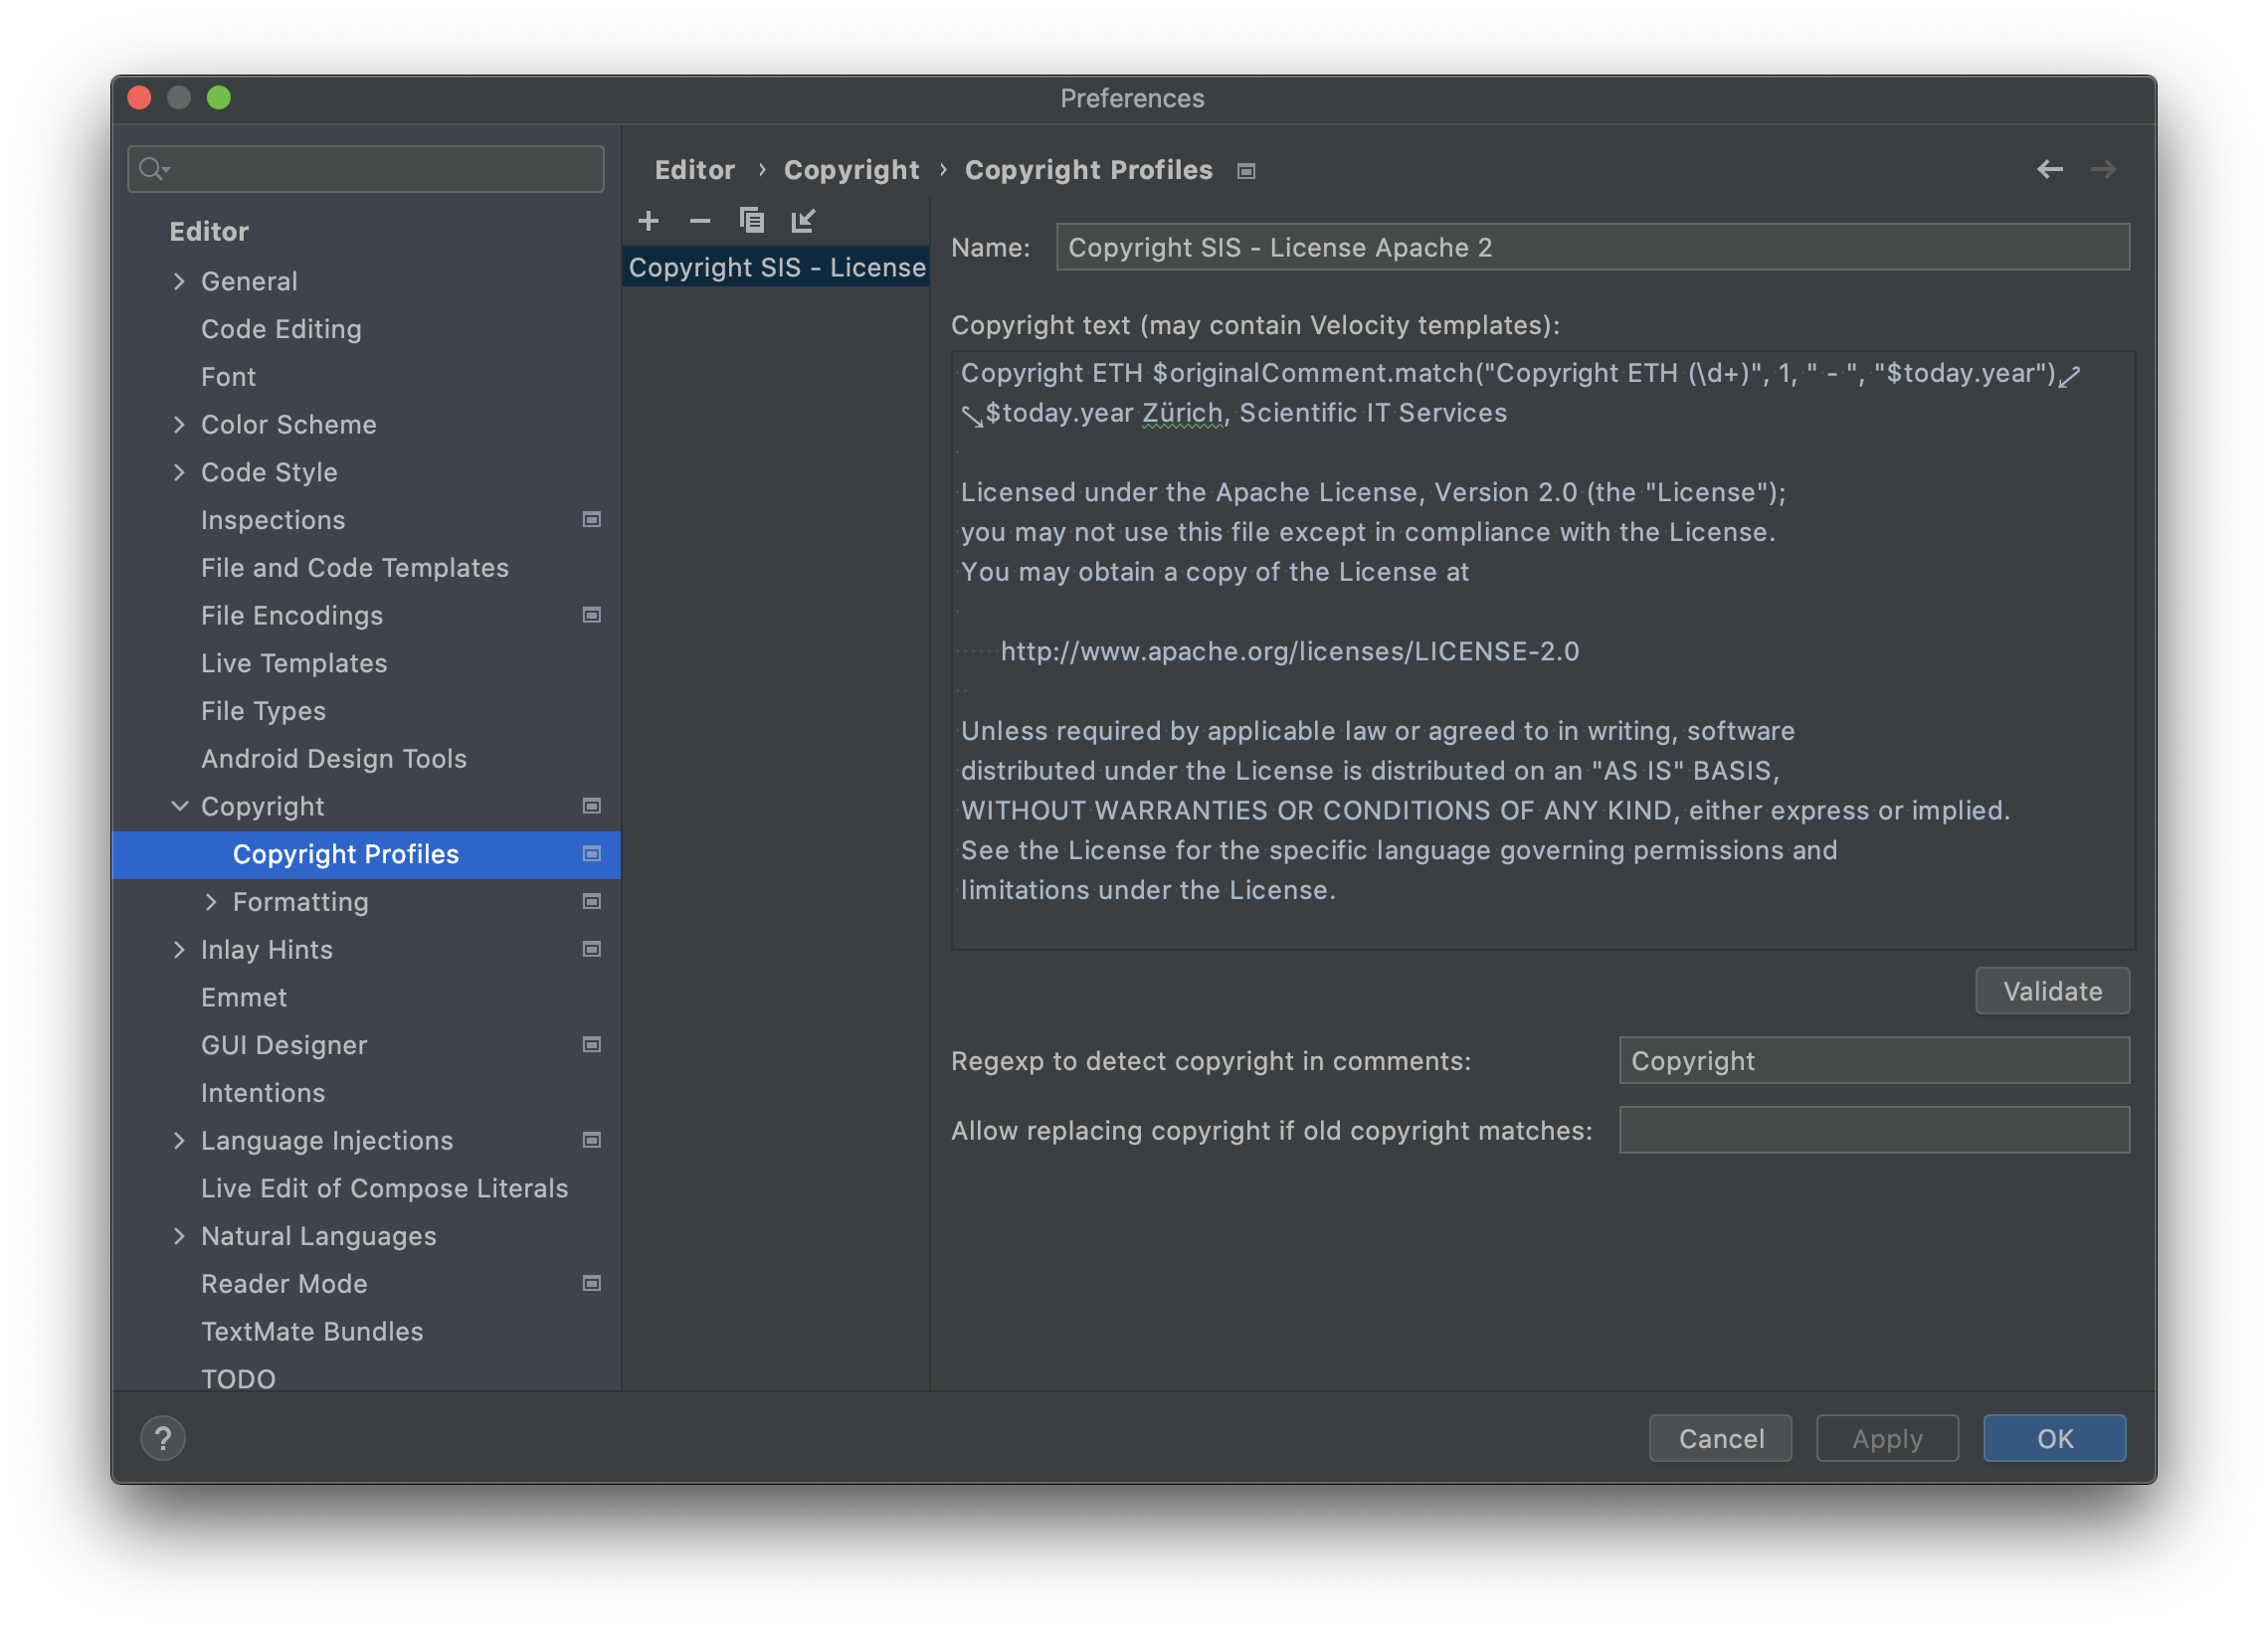 Preferences
Editor › Copyright › Copyright Profiles
Editor
General
Code Editing
Font
Color Scheme
Code Style
Inspections
File and Code Templates
File Encodings
Live Templates
File Types
Android Design Tools
Copyright
Copyright Profiles
Formatting
Inlay Hints
Emmet
GUI Designer
Intentions
Language Injections
Live Edit of Compose Literals
Natural Languages
Reader Mode
TextMate Bundles
TODO
Copyright SIS - License
Name: Copyright SIS - License Apache 2
Copyright text (may contain Velocity templates):
Copyright ETH $originalComment.match("Copyright ETH (\d+)", 1, " - ", "$today.year")
$today.year Zürich, Scientific IT Services
Licensed under the Apache License, Version 2.0 (the "License");
you may not use this file except in compliance with the License.
You may obtain a copy of the License at
http://www.apache.org/licenses/LICENSE-2.0
Unless required by applicable law or agreed to in writing, software
distributed under the License is distributed on an "AS IS" BASIS,
WITHOUT WARRANTIES OR CONDITIONS OF ANY KIND, either express or implied.
See the License for the specific language governing permissions and
limitations under the License.
Validate
Regexp to detect copyright in comments: Copyright
Allow replacing copyright if old copyright matches:
?
Cancel Apply OK